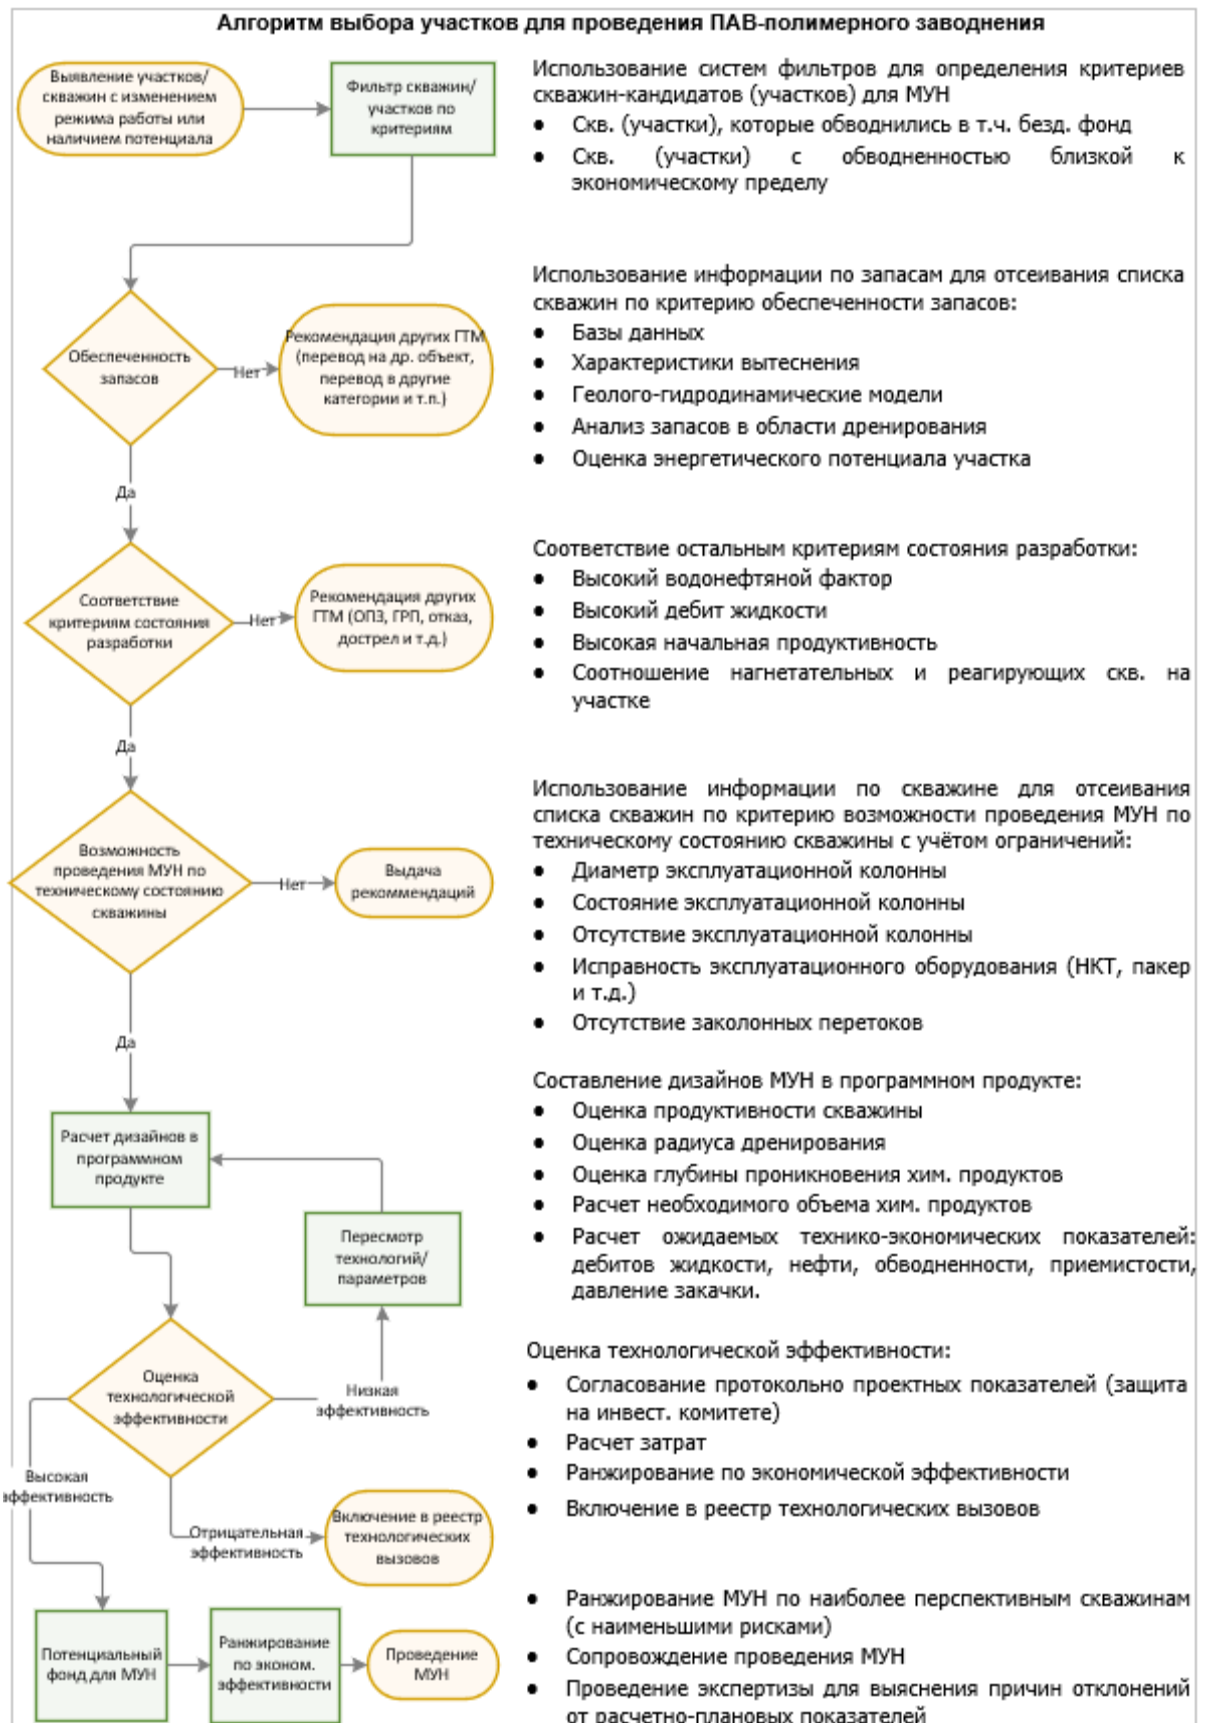 Алгоритм выбора участков для проведения ПАВ-полимерного заводнения
Выявление участков/
скважин с изменением
режима работы или
наличием потенциала
Фильтр скважин/
участков по
критериям
Использование систем фильтров для определения критериев
скважин-кандидатов (участков) для МУН
● Скв. (участки), которые обводнились в т.ч. безд. фонд
● Скв. (участки) с обводненностью близкой к
экономическому пределу
Обеспеченность
запасов
Нет
Рекомендация других ГТМ
(перевод на др. объект,
перевод в другие
категории и т.п.)
Да
Использование информации по запасам для отсеивания списка
скважин по критерию обеспеченности запасов:
● Базы данных
● Характеристики вытеснения
● Геолого-гидродинамические модели
● Анализ запасов в области дренирования
● Оценка энергетического потенциала участка
Соответствие
критериям состояния
разработки
Нет
Рекомендация других
ГТМ (ОПЗ, ГРП, отказ,
дострел и т.д.)
Да
Соответствие остальным критериям состояния разработки:
● Высокий водонефтяной фактор
● Высокий дебит жидкости
● Высокая начальная продуктивность
● Соотношение нагнетательных и реагирующих скв. на
участке
Возможность
проведения МУН по
техническому состоянию
скважины
Нет
Выдача
рекоммендаций
Да
Использование информации по скважине для отсеивания
списка скважин по критерию возможности проведения МУН по
техническому состоянию скважины с учётом ограничений:
● Диаметр эксплуатационной колонны
● Состояние эксплуатационной колонны
● Отсутствие эксплуатационной колонны
● Исправность эксплуатационного оборудования (НКТ, пакер
и т.д.)
● Отсутствие заколонных перетоков
Расчет дизайнов в
программном
продукте
Пересмотр
технологий/
параметров
Составление дизайнов МУН в программном продукте:
● Оценка продуктивности скважины
● Оценка радиуса дренирования
● Оценка глубины проникновения хим. продуктов
● Расчет необходимого объема хим. продуктов
● Расчет ожидаемых технико-экономических показателей:
дебитов жидкости, нефти, обводненности, приемистости,
давление закачки.
Оценка
технологической
эффективности
Низкая
эффективность
Высокая
эффективность
Отрицательная
эффективность
Включение в реестр
технологических
вызовов
Оценка технологической эффективности:
● Согласование протокольно проектных показателей (защита
на инвест. комитете)
● Расчет затрат
● Ранжирование по экономической эффективности
● Включение в реестр технологических вызовов
Потенциальный
фонд для МУН
Ранжирование
по эконом.
эффективности
Проведение
МУН
● Ранжирование МУН по наиболее перспективным скважинам
(с наименьшими рисками)
● Сопровождение проведения МУН
● Проведение экспертизы для выяснения причин отклонений
от расчетно-плановых показателей